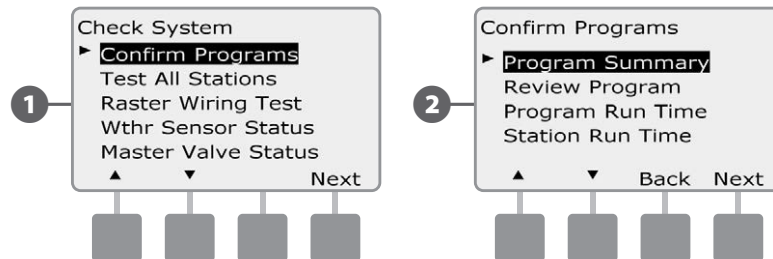 Check System
Confirm Programs
Test All Stations
Raster Wiring Test
Wthr Sensor Status
Master Valve Status
Next
1
Confirm Programs
Program Summary
Review Program
Program Run Time
Station Run Time
Back Next
2